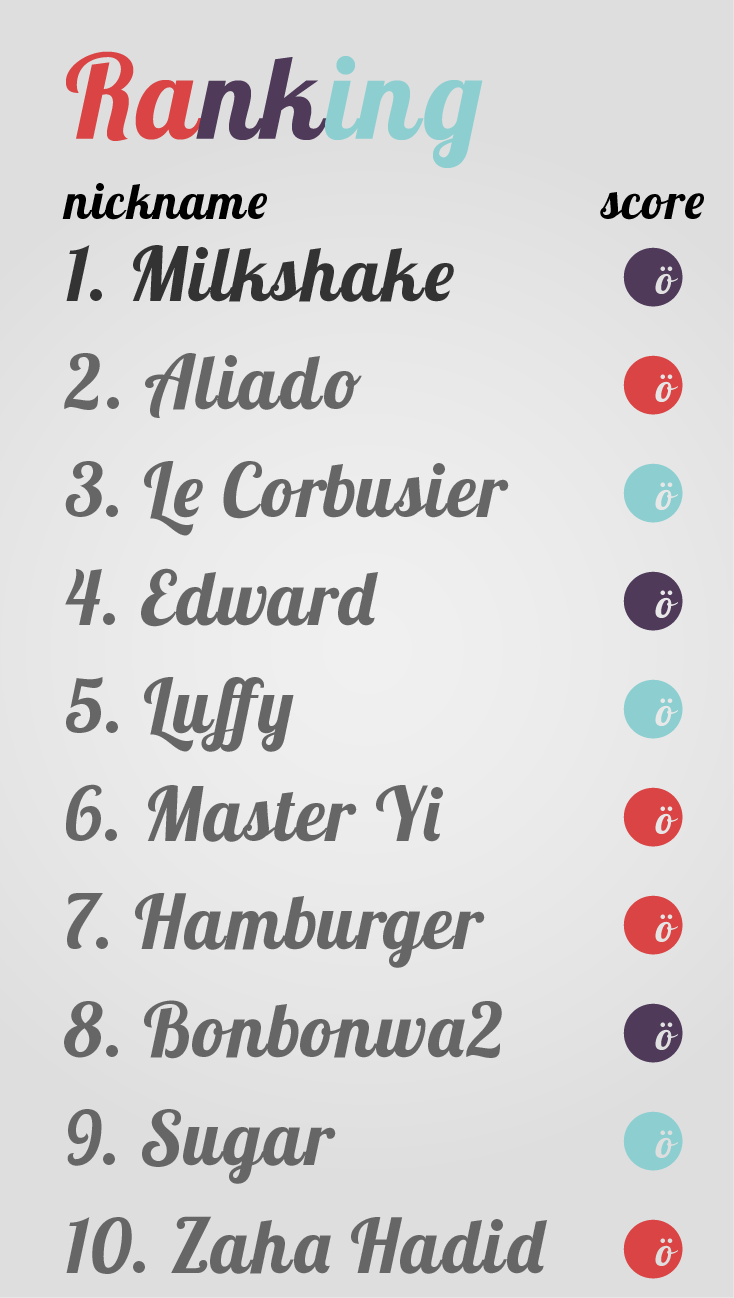 Ranking
nickname score
1. Milkshake ö
2. Aliado ö
3. Le Corbusier ö
4. Edward ö
5. Luffy ö
6. Master Yi ö
7. Hamburger ö
8. Bonbonwa2 ö
9. Sugar ö
10. Zaha Hadid ö